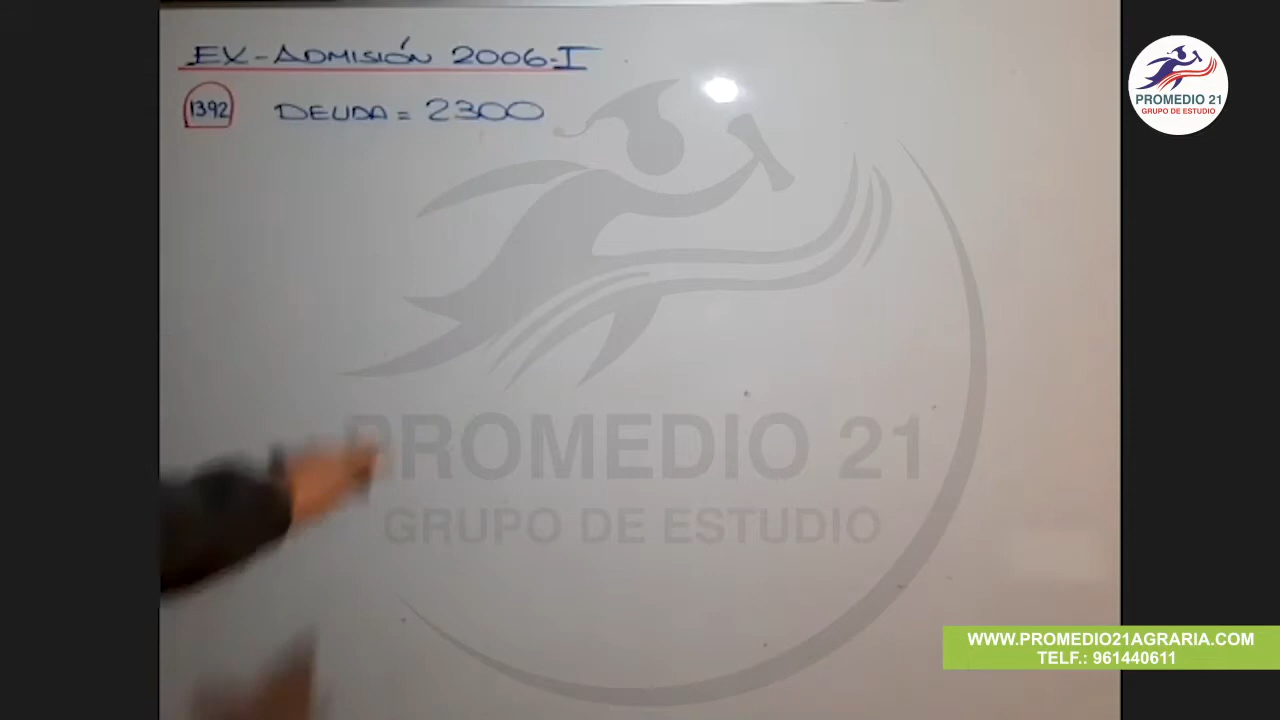 EX-ADMISIÓN 2006-I
1392 DEUDA = 2300
PROMEDIO 21
GRUPO DE ESTUDIO
PROMEDIO 21
GRUPO DE ESTUDIO
WWW.PROMEDIO21AGRARIA.COM
TELF.: 961440611